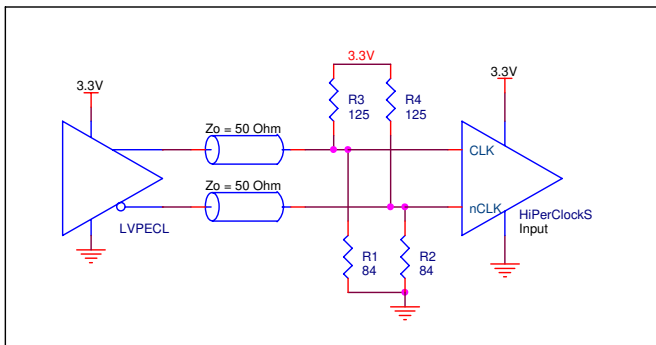 3.3V
3.3V
3.3V
R3
125
R4
125
Zo = 50 Ohm
CLK
Zo = 50 Ohm
nCLK
LVPECL
HiPerClockS
Input
R1
84
R2
84